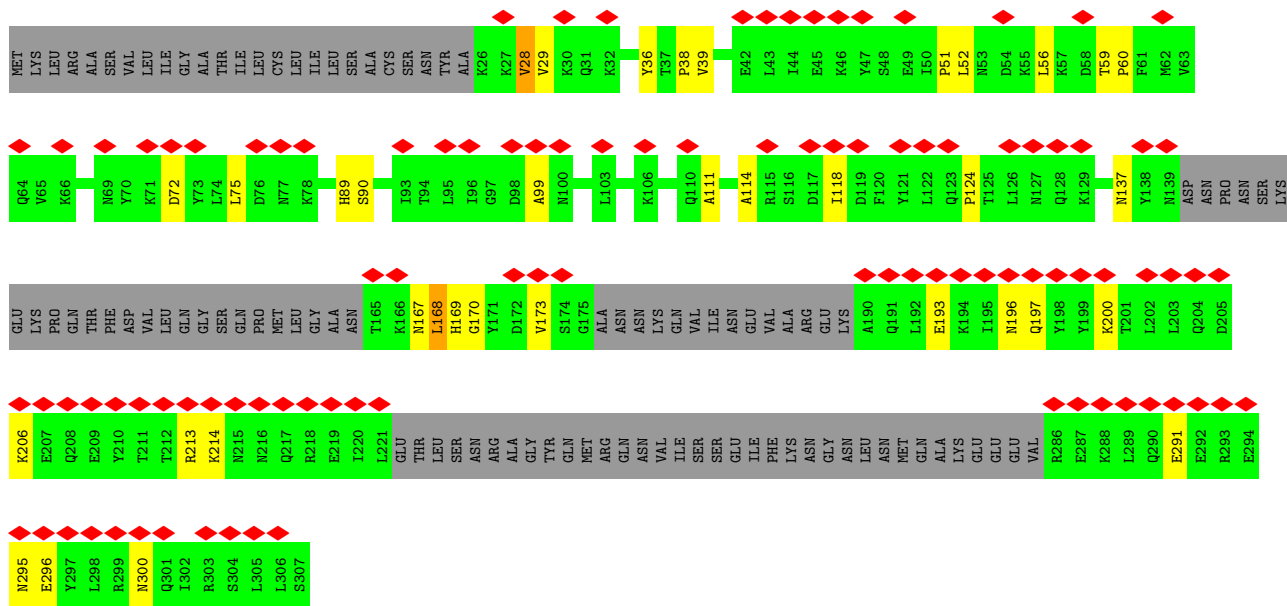 MET LYS LEU ARG ALA SER VAL LEU ILE GLY ALA THR ILE LEU CYS LEU ILE LEU SER ALA CYS SER ASN TYR ALA K26 K27 V28 V29 K30 Q31 K32 Y36 T37 P38 V39 E42 L43 I44 E45 K46 Y47 S48 E49 I50 P51 L52 N53 D54 K55 L56 K57 D58 T59 P60 F61 M62 V63
Q64 V65 K66 N69 Y70 K71 D72 Y73 L74 L75 D76 N77 K78 H89 S90 I93 T94 L95 I96 G97 D98 A99 N100 L103 K106 Q110 A111 A114 R115 S116 D117 I118 D119 F120 Y121 L122 Q123 P124 T125 L126 N127 Q128 K129 N137 Y138 N139 ASP ASN PRO ASN SER LYS
GLU LYS PRO GLN THR PHE ASP VAL LEU GLN GLY SER GLN PRO MET LEU GLY ALA ASN T165 K166 N167 L168 H169 G170 Y171 D172 V173 S174 G175 ALA ASN ASN LYS GLN VAL ILE ASN GLU VAL ALA ARG GLU LYS A190 Q191 L192 E193 K194 I195 N196 Q197 Y198 Y199 K200 T201 L202 L203 Q204 D205
K206 E207 Q208 E209 Y210 T211 T212 R213 K214 N215 N216 Q217 R218 E219 I220 L221 GLU THR LEU SER ASN ARG ALA GLY TYR GLN MET ARG GLN ASN VAL ILE SER SER GLU ILE PHE LYS ASN GLY ASN LEU ASN MET GLN ALA LYS GLU GLU GLU VAL R286 E287 K288 L289 Q290 E291 E292 R293 E294
N295 E296 Y297 L298 R299 N300 Q301 I302 R303 S304 L305 L306 S307